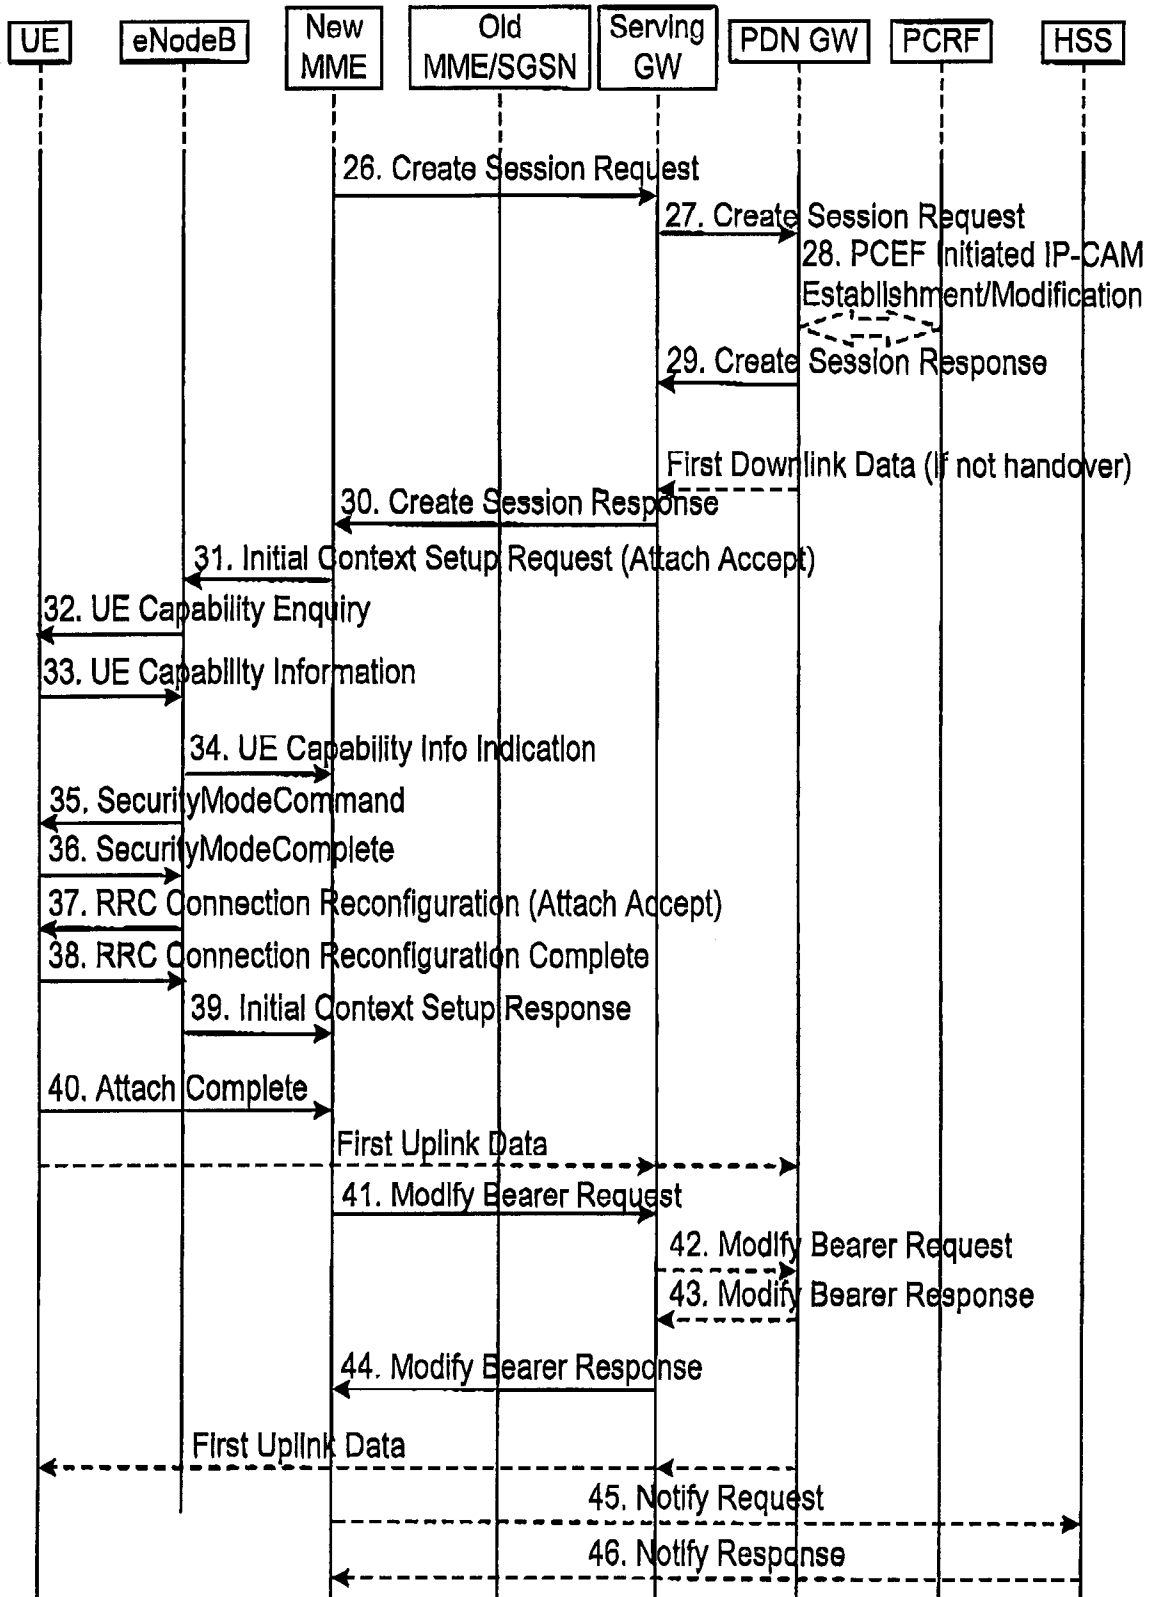 UE
eNodeB
New
MME
Old
MME/SGSN
Serving
GW
PDN GW
PCRF
HSS
26. Create Session Request
27. Create Session Request
28. PCEF Initiated IP-CAM
Establishment/Modification
29. Create Session Response
First Downlink Data (If not handover)
30. Create Session Response
31. Initial Context Setup Request (Attach Accept)
32. UE Capability Enquiry
33. UE Capability Information
34. UE Capability Info Indication
35. SecurityModeCommand
36. SecurityModeComplete
37. RRC Connection Reconfiguration (Attach Accept)
38. RRC Connection Reconfiguration Complete
39. Initial Context Setup Response
40. Attach Complete
First Uplink Data
41. Modify Bearer Request
42. Modify Bearer Request
43. Modify Bearer Response
44. Modify Bearer Response
First Uplink Data
45. Notify Request
46. Notify Response